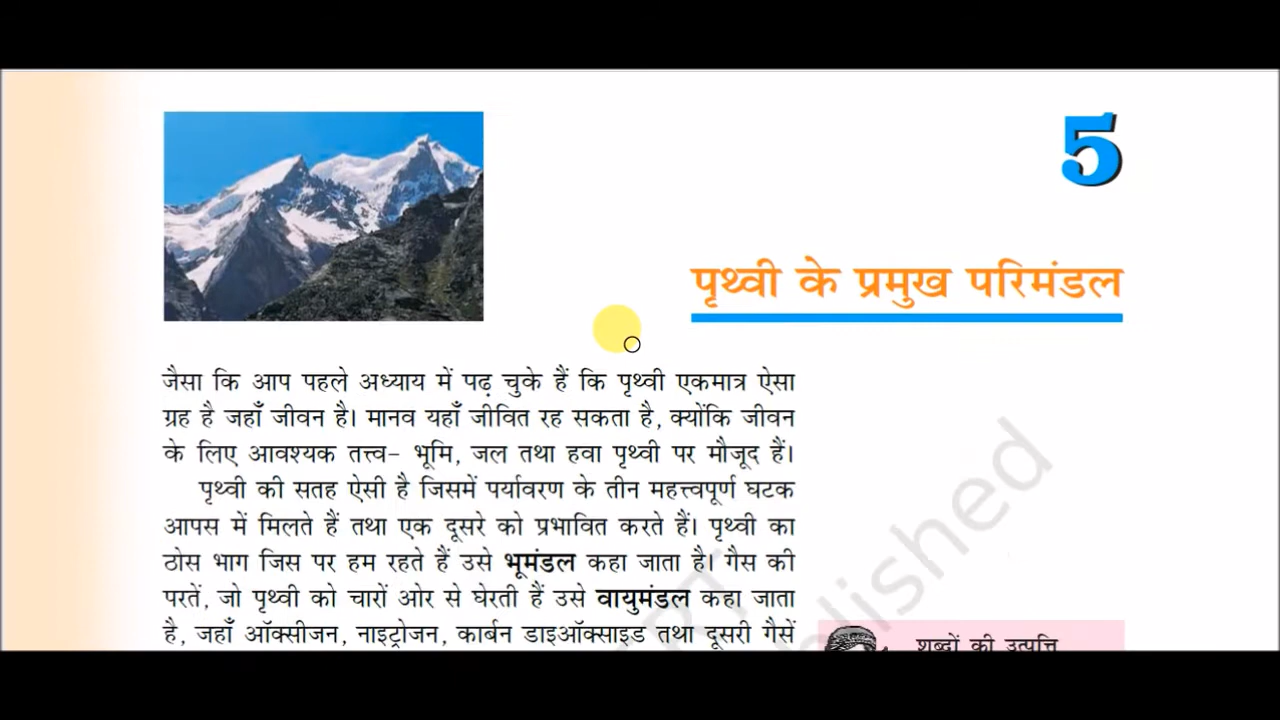 5
पृथ्वी के प्रमुख परिमंडल
जैसा कि आप पहले अध्याय में पढ़ चुके हैं कि पृथ्वी एकमात्र ऐसा
ग्रह है जहाँ जीवन है। मानव यहाँ जीवित रह सकता है, क्योंकि जीवन
के लिए आवश्यक तत्त्व– भूमि, जल तथा हवा पृथ्वी पर मौजूद हैं।
पृथ्वी की सतह ऐसी है जिसमें पर्यावरण के तीन महत्त्वपूर्ण घटक
आपस में मिलते हैं तथा एक दूसरे को प्रभावित करते हैं। पृथ्वी का
ठोस भाग जिस पर हम रहते हैं उसे भूमंडल कहा जाता है। गैस की
परतें, जो पृथ्वी को चारों ओर से घेरती हैं उसे वायुमंडल कहा जाता
है, जहाँ ऑक्सीजन, नाइट्रोजन, कार्बन डाइऑक्साइड तथा दूसरी गैसें
शब्दों की उत्पत्ति